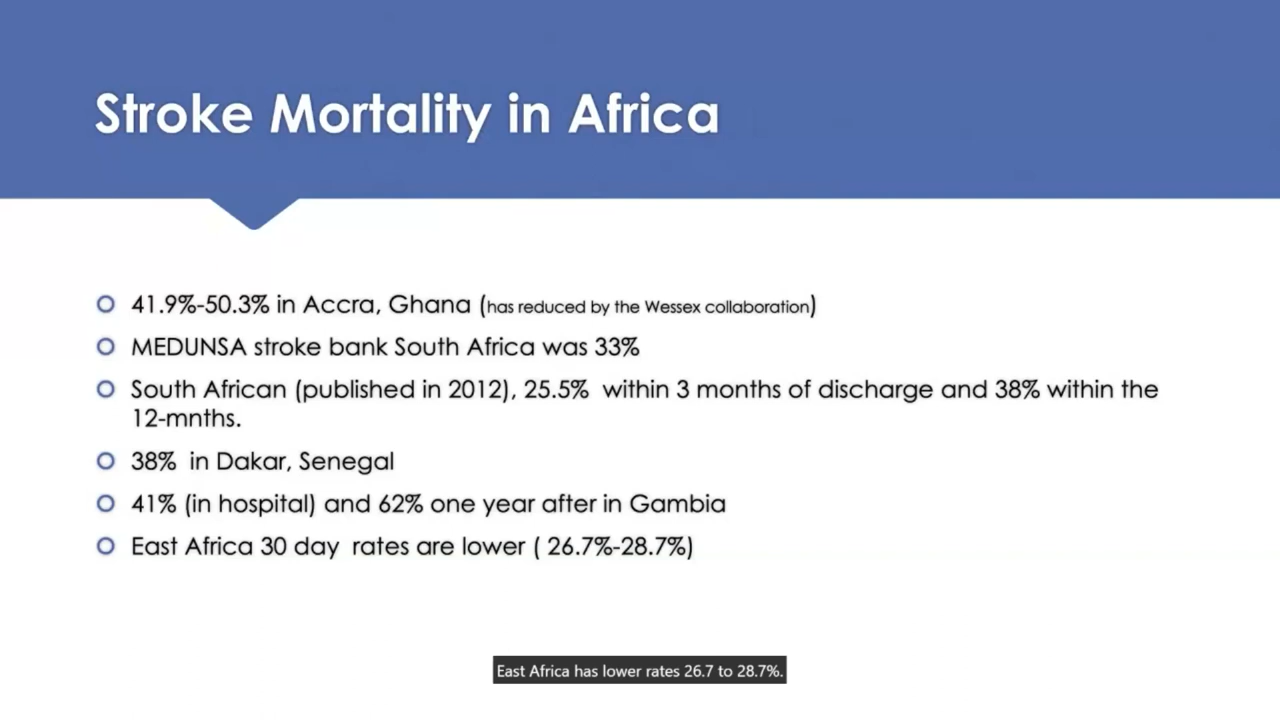 Stroke Mortality in Africa
41.9%-50.3% in Accra, Ghana (has reduced by the Wessex collaboration)
MEDUNSA stroke bank South Africa was 33%
South African (published in 2012), 25.5% within 3 months of discharge and 38% within the
12-mnths.
38% in Dakar, Senegal
41% (in hospital) and 62% one year after in Gambia
East Africa 30 day rates are lower ( 26.7%-28.7%)
East Africa has lower rates 26.7 to 28.7%.